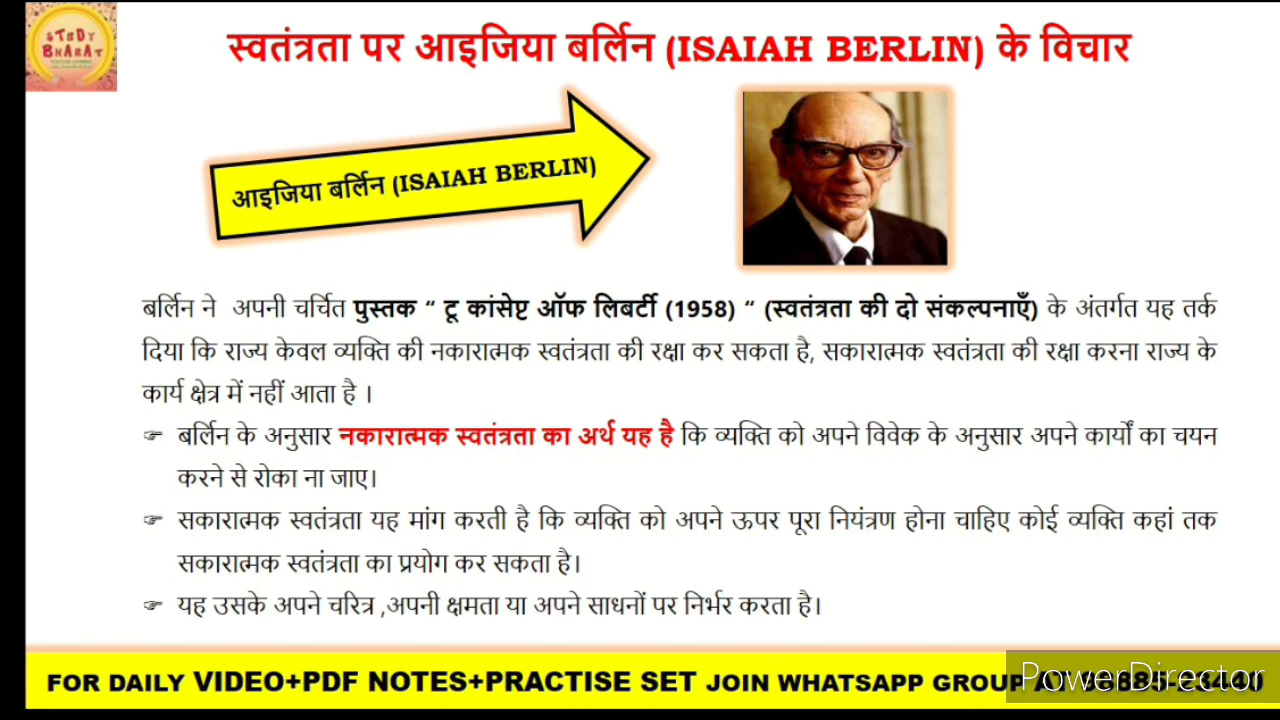 STUDY
BHARAT
स्वतंत्रता पर आइजिया बर्लिन (ISAIAH BERLIN) के विचार
आइजिया बर्लिन (ISAIAH BERLIN)
बर्लिन ने अपनी चर्चित पुस्तक “ टू कांसेप्ट ऑफ लिबर्टी (1958) “ (स्वतंत्रता की दो संकल्पनाएँ) के अंतर्गत यह तर्क
दिया कि राज्य केवल व्यक्ति की नकारात्मक स्वतंत्रता की रक्षा कर सकता है, सकारात्मक स्वतंत्रता की रक्षा करना राज्य के
कार्य क्षेत्र में नहीं आता है ।
☞ बर्लिन के अनुसार नकारात्मक स्वतंत्रता का अर्थ यह है कि व्यक्ति को अपने विवेक के अनुसार अपने कार्यों का चयन
करने से रोका ना जाए।
☞ सकारात्मक स्वतंत्रता यह मांग करती है कि व्यक्ति को अपने ऊपर पूरा नियंत्रण होना चाहिए कोई व्यक्ति कहां तक
सकारात्मक स्वतंत्रता का प्रयोग कर सकता है।
☞ यह उसके अपने चरित्र ,अपनी क्षमता या अपने साधनों पर निर्भर करता है।
FOR DAILY VIDEO+PDF NOTES+PRACTISE SET JOIN WHATSAPP GROUP AT
PowerDirector